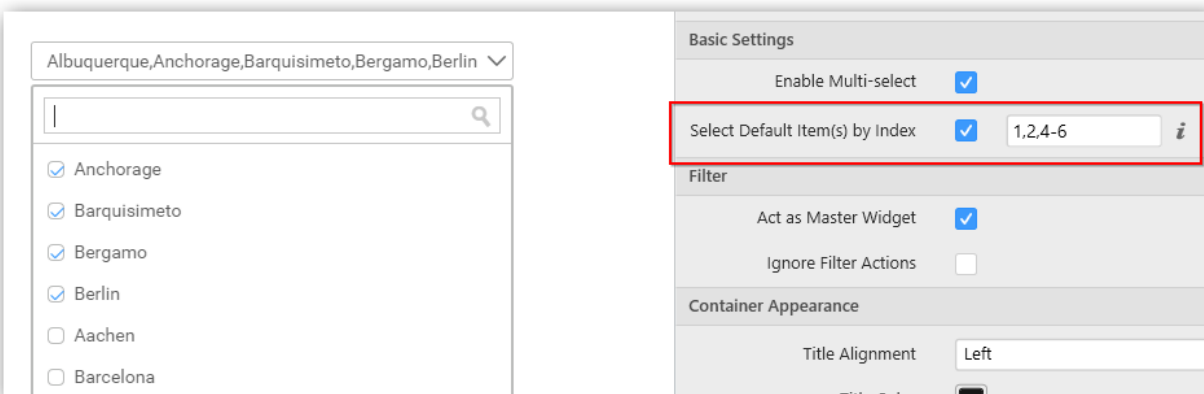 Albuquerque,Anchorage,Barquisimeto,Bergamo,Berlin
Anchorage
Barquisimeto
Bergamo
Berlin
Aachen
Barcelona
Basic Settings
Enable Multi-select
Select Default Item(s) by Index 1,2,4-6 i
Filter
Act as Master Widget
Ignore Filter Actions
Container Appearance
Title Alignment Left